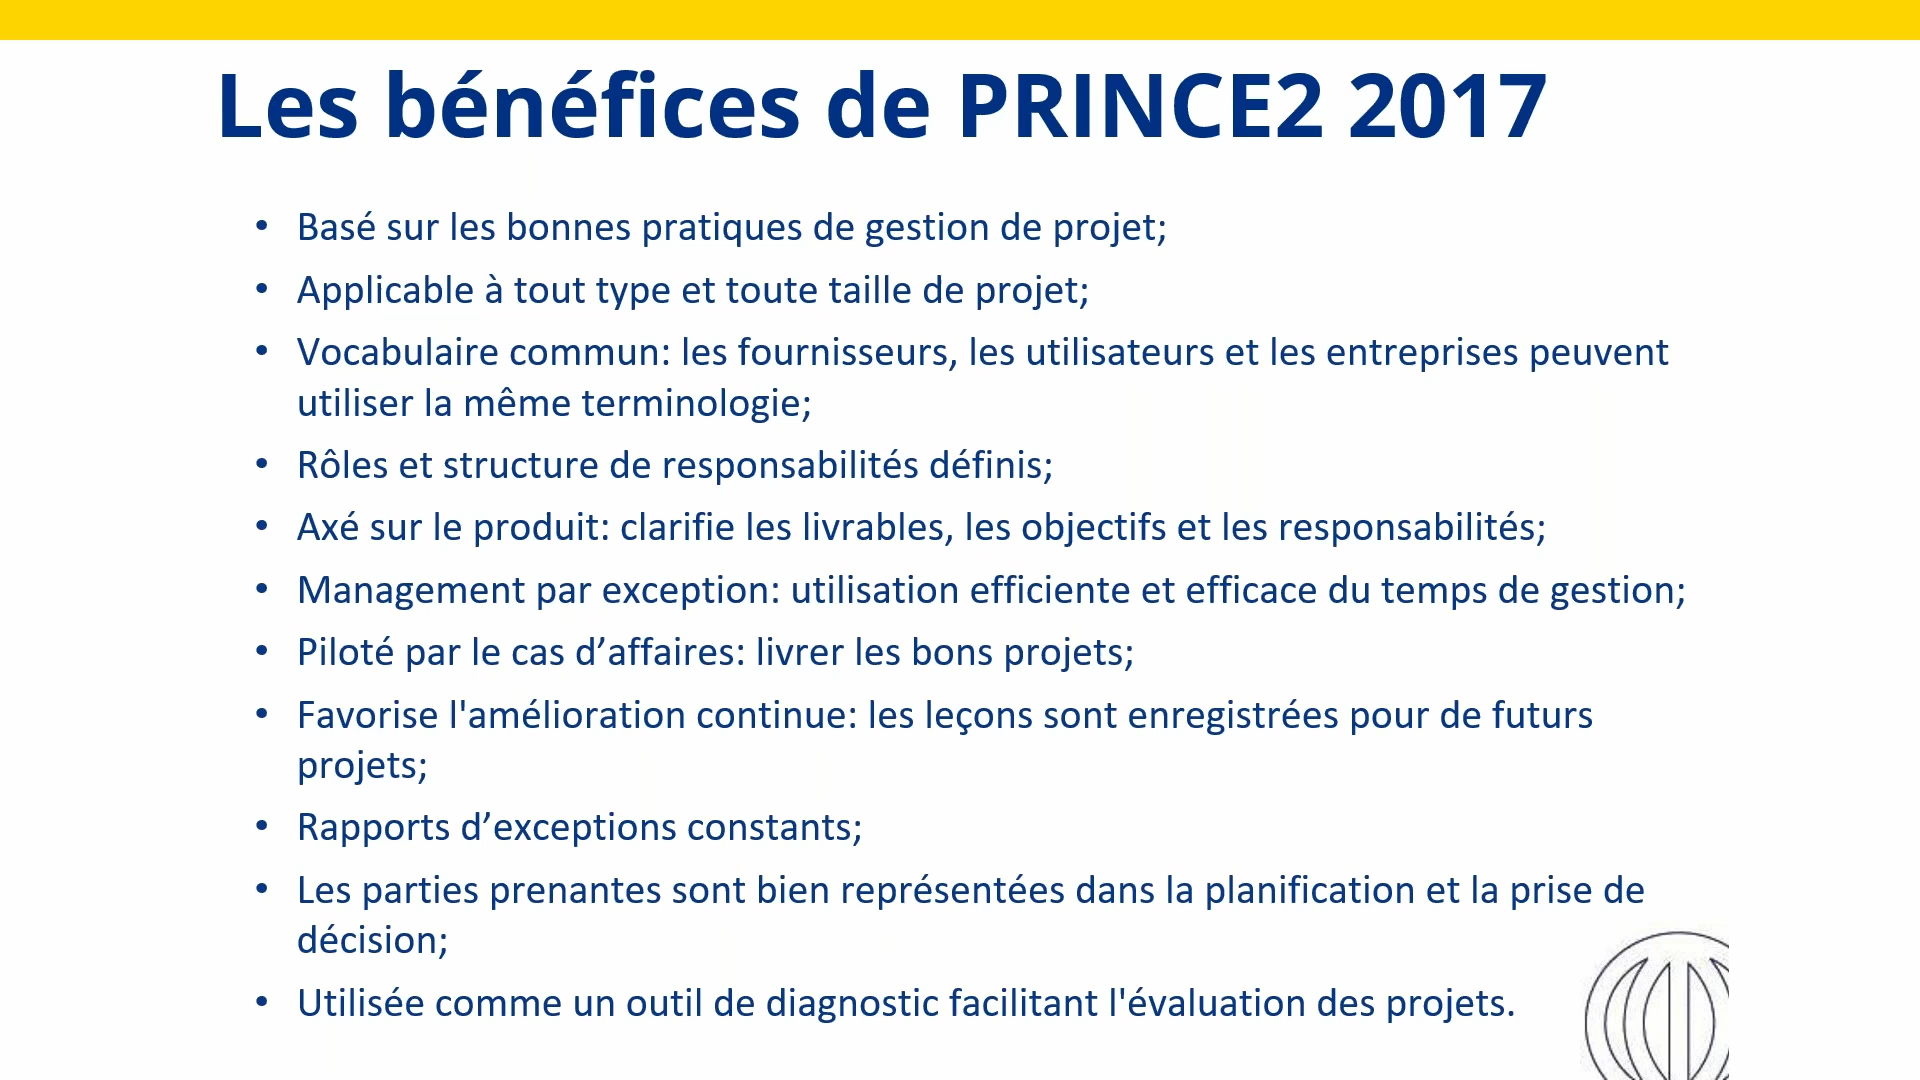 Les bénéfices de PRINCE2 2017
• Basé sur les bonnes pratiques de gestion de projet;
• Applicable à tout type et toute taille de projet;
• Vocabulaire commun: les fournisseurs, les utilisateurs et les entreprises peuvent
utiliser la même terminologie;
• Rôles et structure de responsabilités définis;
• Axé sur le produit: clarifie les livrables, les objectifs et les responsabilités;
• Management par exception: utilisation efficiente et efficace du temps de gestion;
• Piloté par le cas d’affaires: livrer les bons projets;
• Favorise l'amélioration continue: les leçons sont enregistrées pour de futurs
projets;
• Rapports d’exceptions constants;
• Les parties prenantes sont bien représentées dans la planification et la prise de
décision;
• Utilisée comme un outil de diagnostic facilitant l'évaluation des projets.